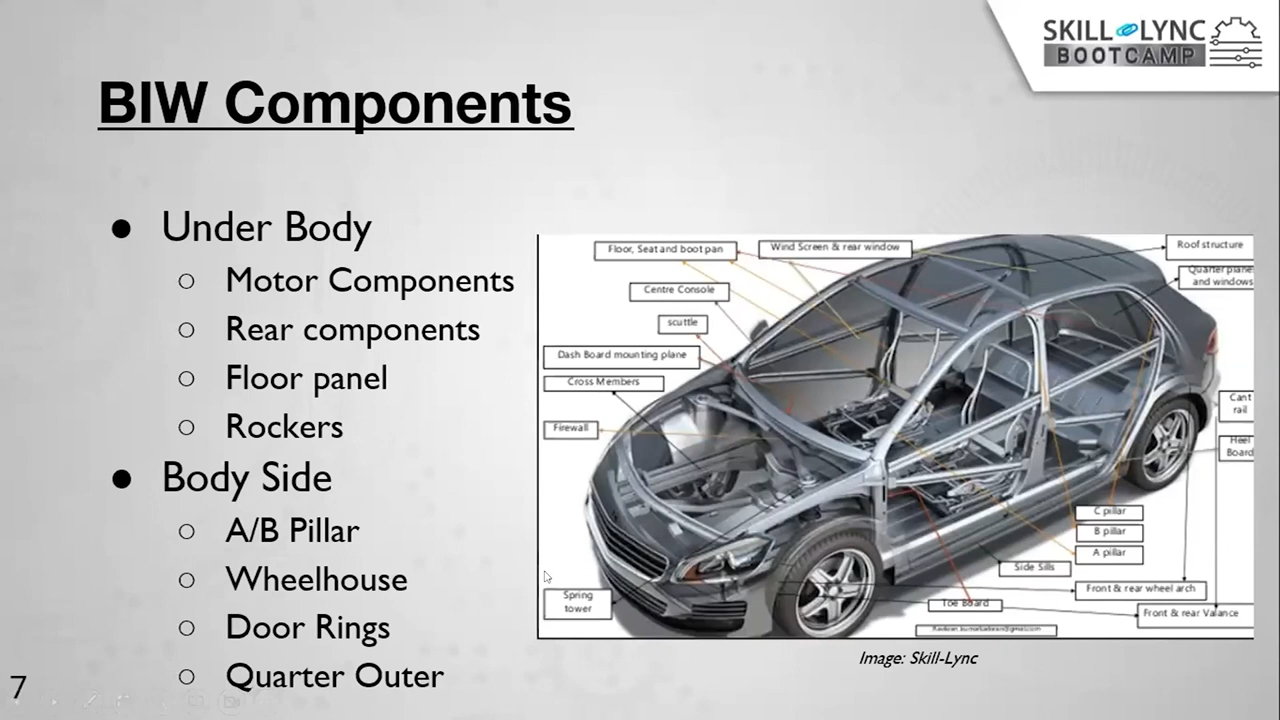 SKILL LYNC
BOOTCAMP
BIW Components
● Under Body
○ Motor Components
○ Rear components
○ Floor panel
○ Rockers
● Body Side
○ A/B Pillar
○ Wheelhouse
○ Door Rings
○ Quarter Outer
Floor, Seat and boot pan
Wind Screen & rear window
Roof structure
Quarter plane
and windows
Centre Console
scuttle
Dash Board mounting plane
Cross Members
Firewall
Cant
rail
Heel
Board
C pillar
B pillar
A pillar
Side Sills
Front & rear wheel arch
Spring
tower
Toe Board
Front & rear Valance
Image: Skill-Lync
7